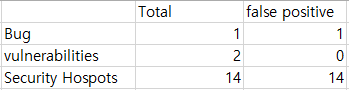 Total false positive
Bug 1 1
vulnerabilities 2 0
Security Hospots 14 14